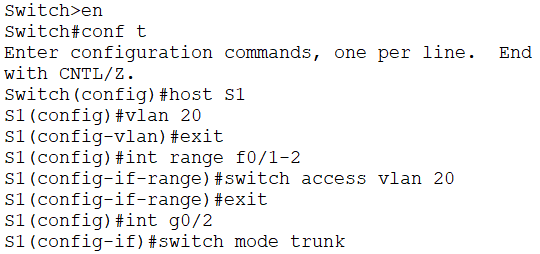 Switch>en
Switch#conf t
Enter configuration commands, one per line.  End
with CNTL/Z.
Switch(config)#host S1
S1(config)#vlan 20
S1(config-vlan)#exit
S1(config)#int range f0/1-2
S1(config-if-range)#switch access vlan 20
S1(config-if-range)#exit
S1(config)#int g0/2
S1(config-if)#switch mode trunk